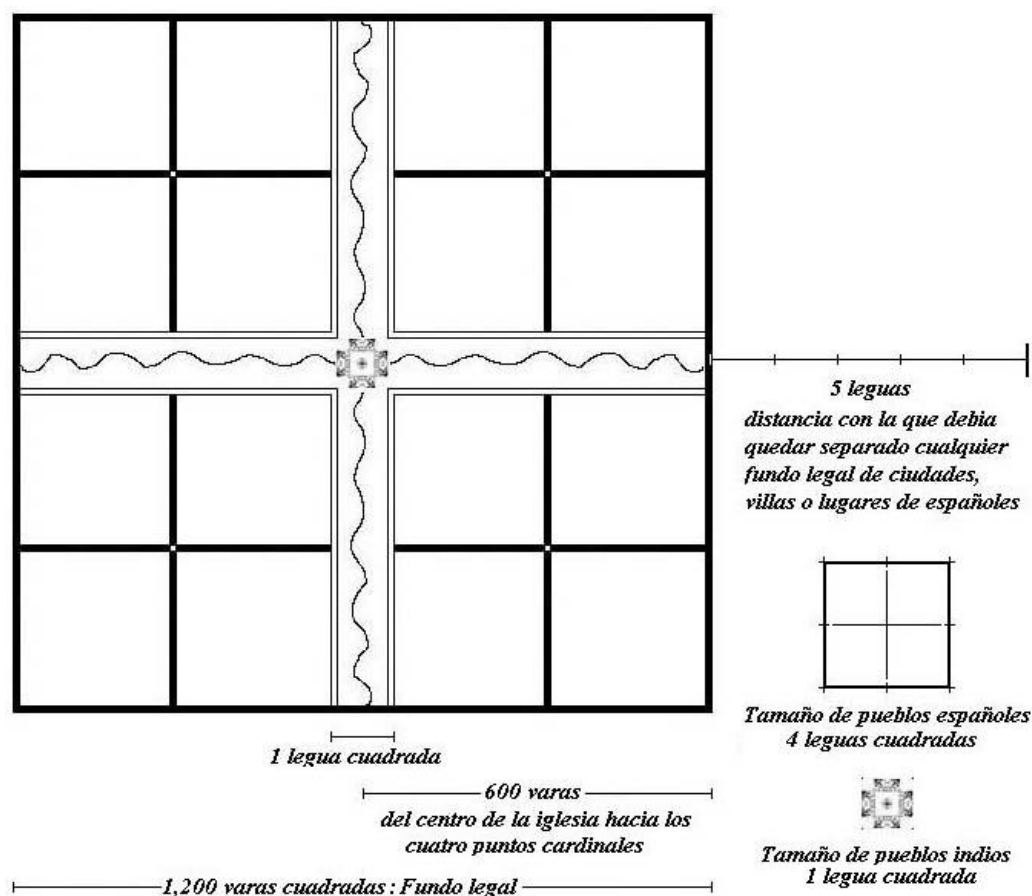 5 leguas
distancia con la que debia
quedar separado cualquier
fundo legal de ciudades,
villas o lugares de españoles
Tamaño de pueblos españoles
4 leguas cuadradas
1 legua cuadrada
600 varas
del centro de la iglesia hacia los
cuatro puntos cardinales
Tamaño de pueblos indios
1 legua cuadrada
1,200 varas cuadradas : Fundo legal